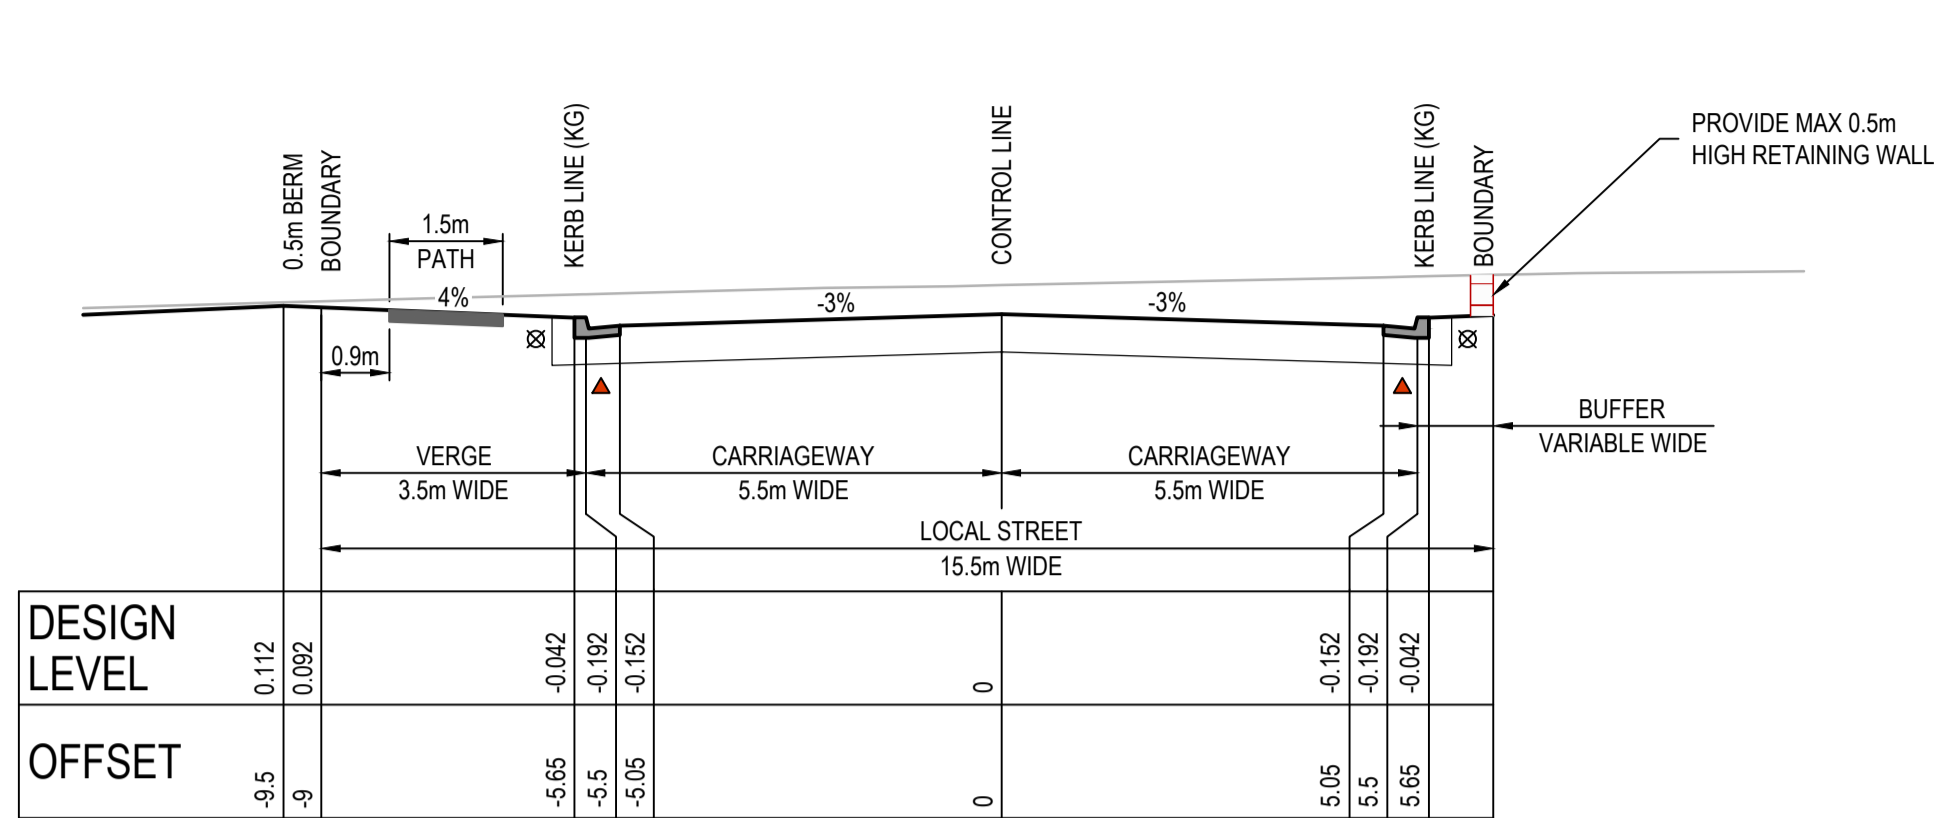 0.5m BERM
BOUNDARY
KERB LINE (KG)
CONTROL LINE
KERB LINE (KG)
BOUNDARY
PROVIDE MAX 0.5m
HIGH RETAINING WALL
1.5m
PATH
4%
-3%
-3%
0.9m
BUFFER
VARIABLE WIDE
VERGE
3.5m WIDE
CARRIAGEWAY
5.5m WIDE
CARRIAGEWAY
5.5m WIDE
LOCAL STREET
15.5m WIDE
DESIGN
LEVEL
0.112
0.092
-0.042
-0.192
-0.152
0
-0.152
-0.192
-0.042
OFFSET
-9.5
-9
-5.65
-5.5
-5.05
0
5.05
5.5
5.65